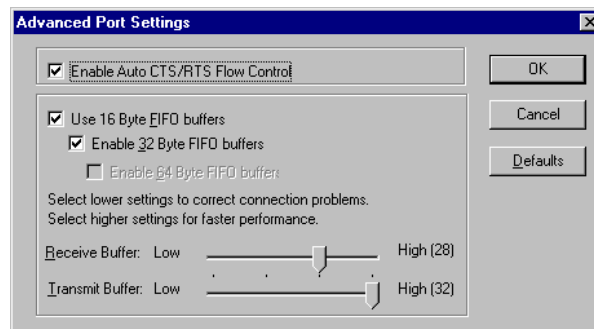 Advanced Port Settings
Enable Auto CTS/RTS Flow Control
OK
Use 16 Byte FIFO buffers
Cancel
Enable 32 Byte FIFO buffers
Enable 64 Byte FIFO buffers
Defaults
Select lower settings to correct connection problems.
Select higher settings for faster performance.
Receive Buffer: Low High (28)
Transmit Buffer: Low High (32)